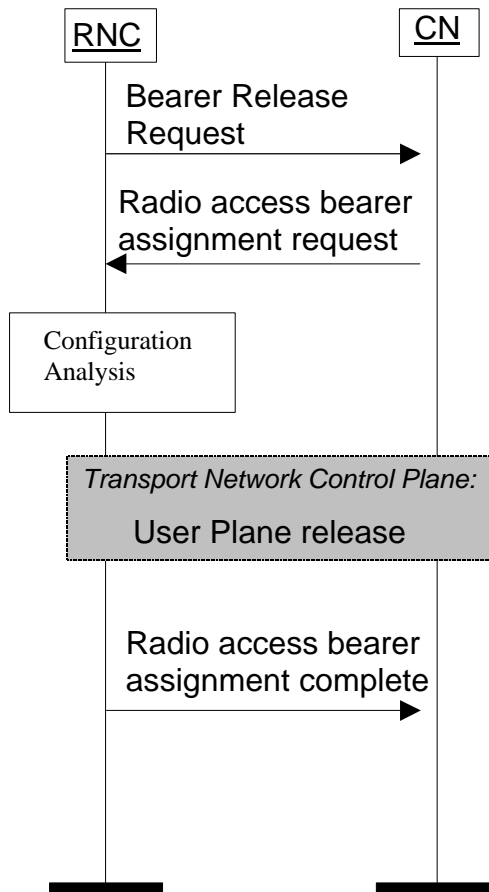 RNC
CN
Bearer Release
Request
Radio access bearer
assignment request
Configuration
Analysis
Transport Network Control Plane:
User Plane release
Radio access bearer
assignment complete